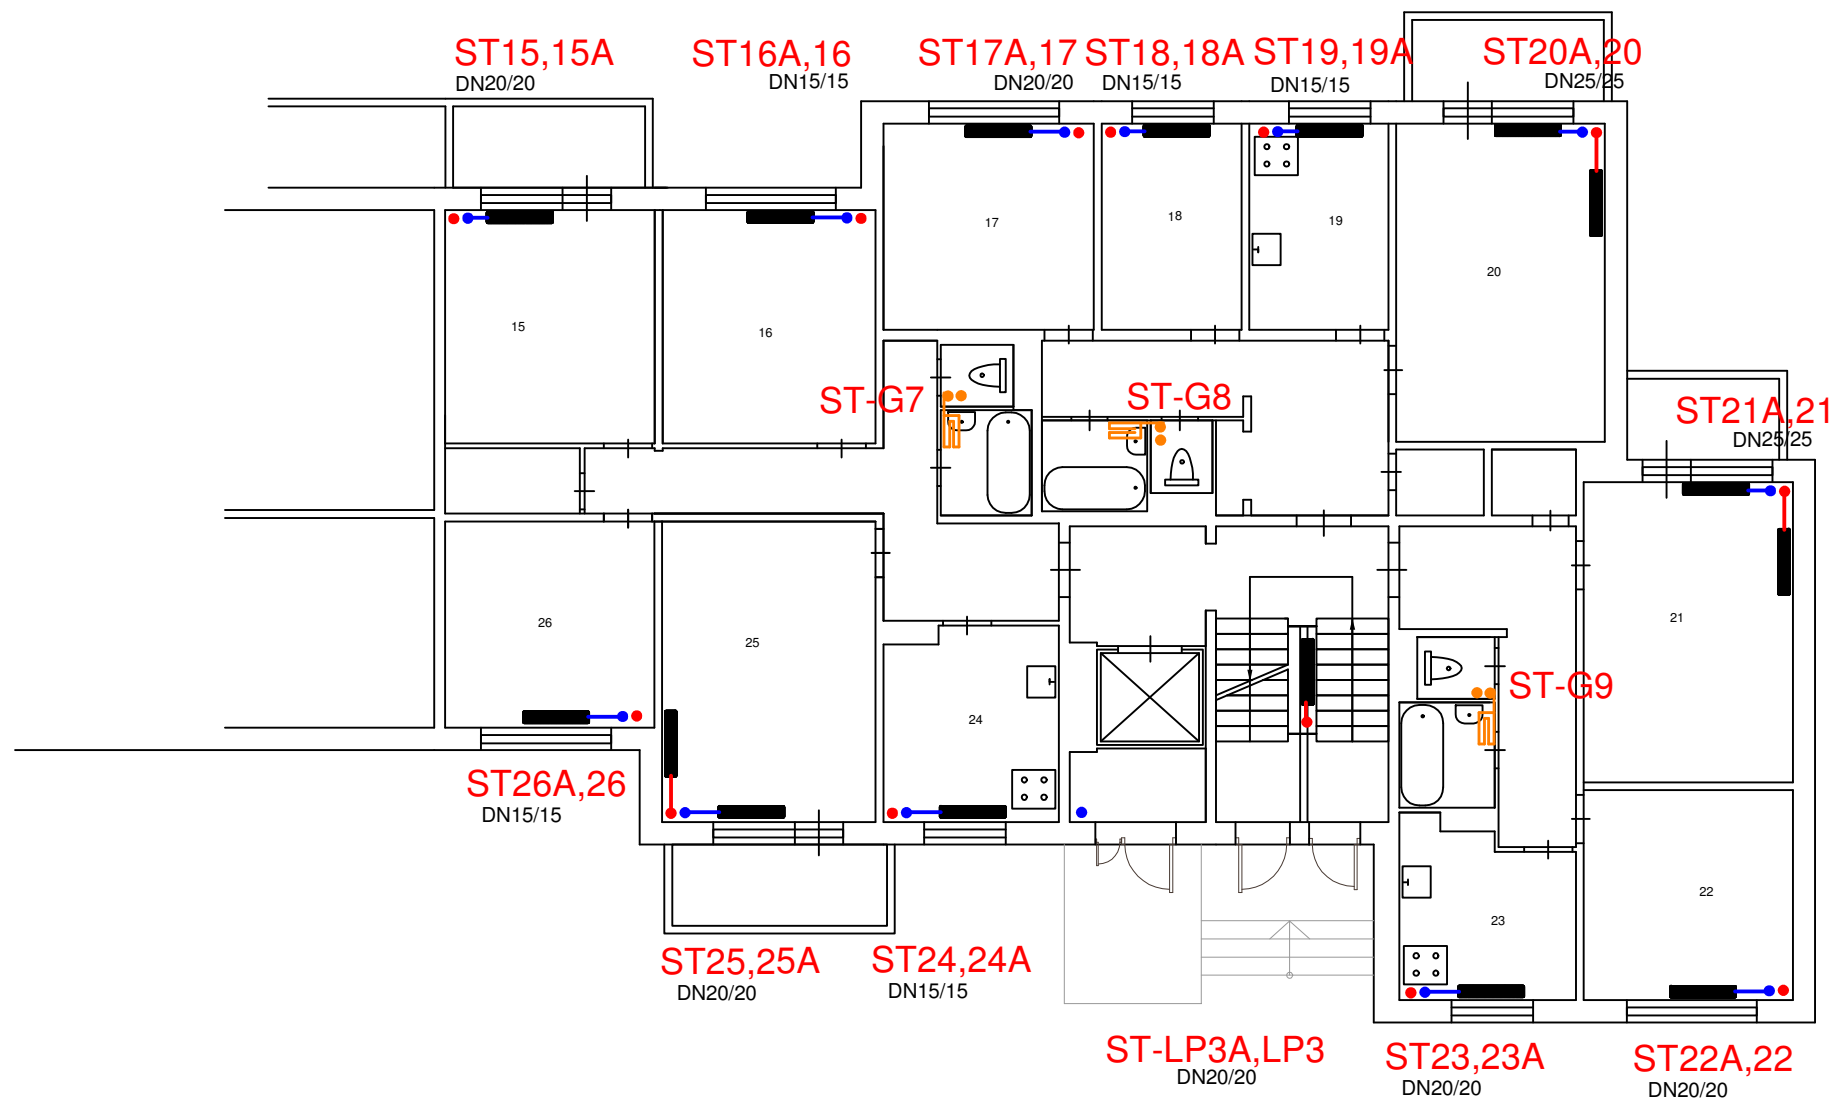 ST15,15A
DN20/20
ST16A,16
DN15/15
ST17A,17
DN20/20
ST18,18A
DN15/15
ST19,19A
DN15/15
ST20A,20
DN25/25
17
18
19
20
15
16
ST-G7
ST-G8
ST21A,21
DN25/25
26
25
24
21
ST-G9
22
23
ST26A,26
DN15/15
ST25,25A
DN20/20
ST24,24A
DN15/15
ST-LP3A,LP3
DN20/20
ST23,23A
DN20/20
ST22A,22
DN20/20